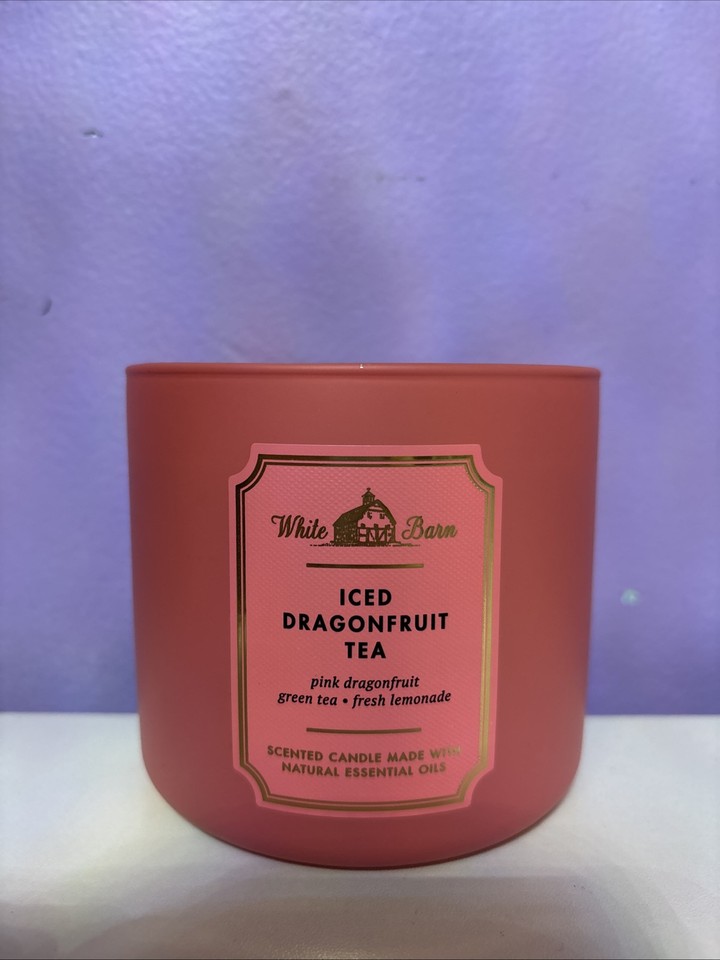 White Barn
ICED
DRAGONFRUIT
TEA
pink dragonfruit
green tea • fresh lemonade
SCENTED CANDLE MADE WITH
NATURAL ESSENTIAL OILS